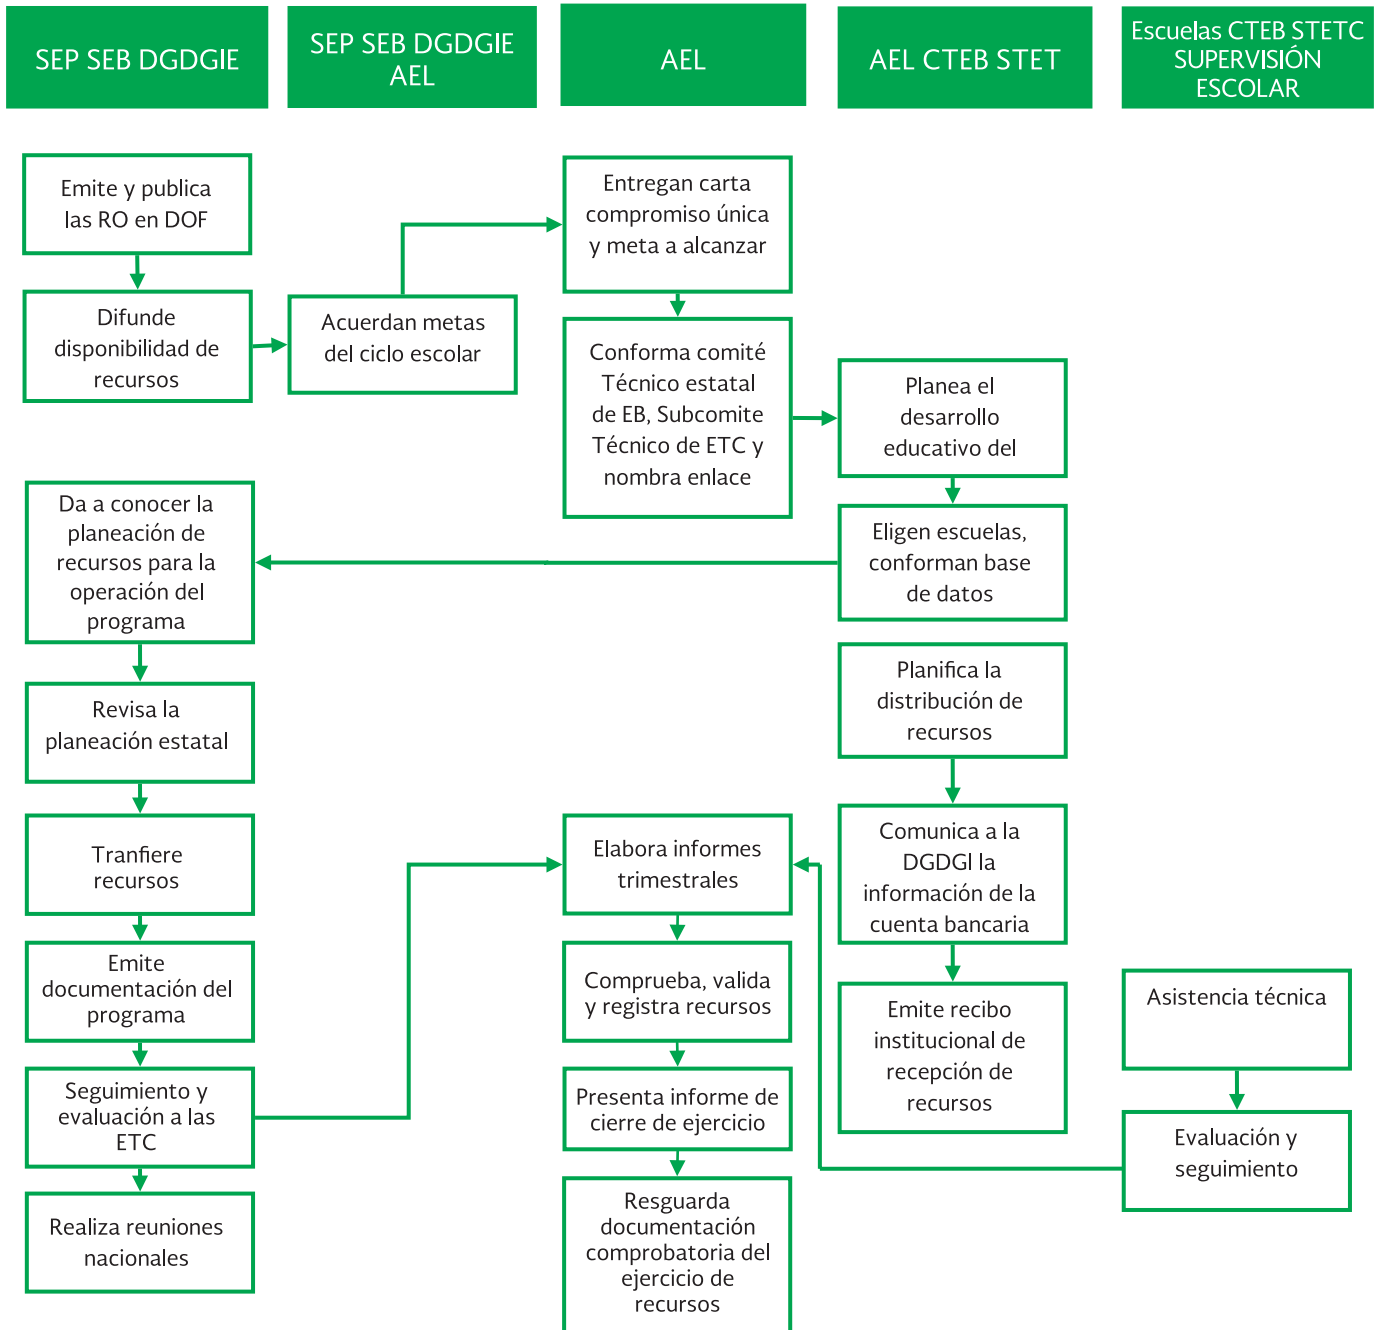 SEP SEB DGDGIE
SEP SEB DGDGIE
AEL
AEL
AEL CTEB STET
Escuelas CTEB STETC
SUPERVISIÓN
ESCOLAR
Emite y publica
las RO en DOF
Difunde
disponibilidad de
recursos
Acuerdan metas
del ciclo escolar
Entregan carta
compromiso única
y meta a alcanzar
Conforma comité
Técnico estatal
de EB, Subcomite
Técnico de ETC y
nombra enlace
Planea el
desarrollo
educativo del
Eligen escuelas,
conforman base
de datos
Da a conocer la
planeación de
recursos para la
operación del
programa
Revisa la
planeación estatal
Tranfiere
recursos
Emite
documentación del
programa
Seguimiento y
evaluación a las
ETC
Realiza reuniones
nacionales
Elabora informes
trimestrales
Comprueba, valida
y registra recursos
Presenta informe de
cierre de ejercicio
Resguarda
documentación
comprobatoria del
ejercicio de
recursos
Planifica la
distribución de
recursos
Comunica a la
DGDGI la
información de la
cuenta bancaria
Emite recibo
institucional de
recepción de
recursos
Asistencia técnica
Evaluación y
seguimiento